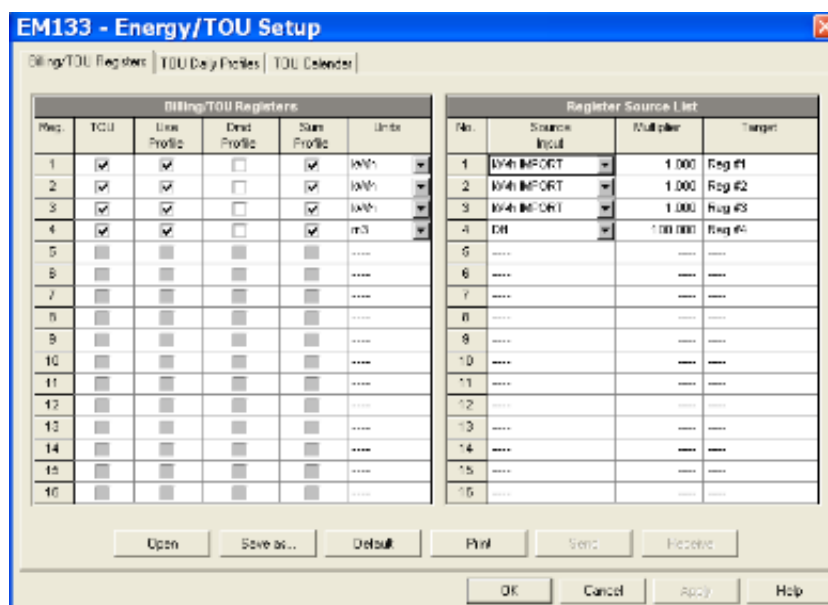 EM133 - Energy/TOU Setup
Billing/TOU Registers TOU Daily Profiles TOU Calendar
Billing/TOU Registers Register Source List
Reg. TOU Use Profile Dmd Profile Sum Profile Units No. Source Input Multiplier Target
1 kWh 1 kWh IMPORT 1.000 Reg #1
2 kWh 2 kWh IMPORT 1.000 Reg #2
3 kWh 3 kWh IMPORT 1.000 Reg #3
4 m3 4 100.000 Reg #4
5 ---- 5 ---- ---- ----
6 ---- 6 ---- ---- ----
7 ---- 7 ---- ---- ----
8 ---- 8 ---- ---- ----
9 ---- 9 ---- ---- ----
10 ---- 10 ---- ---- ----
11 ---- 11 ---- ---- ----
12 ---- 12 ---- ---- ----
13 ---- 13 ---- ---- ----
14 ---- 14 ---- ---- ----
15 ---- 15 ---- ---- ----
16 ---- 16 ---- ---- ----
Open Save as... Default Print Send Receive
OK Cancel Apply Help